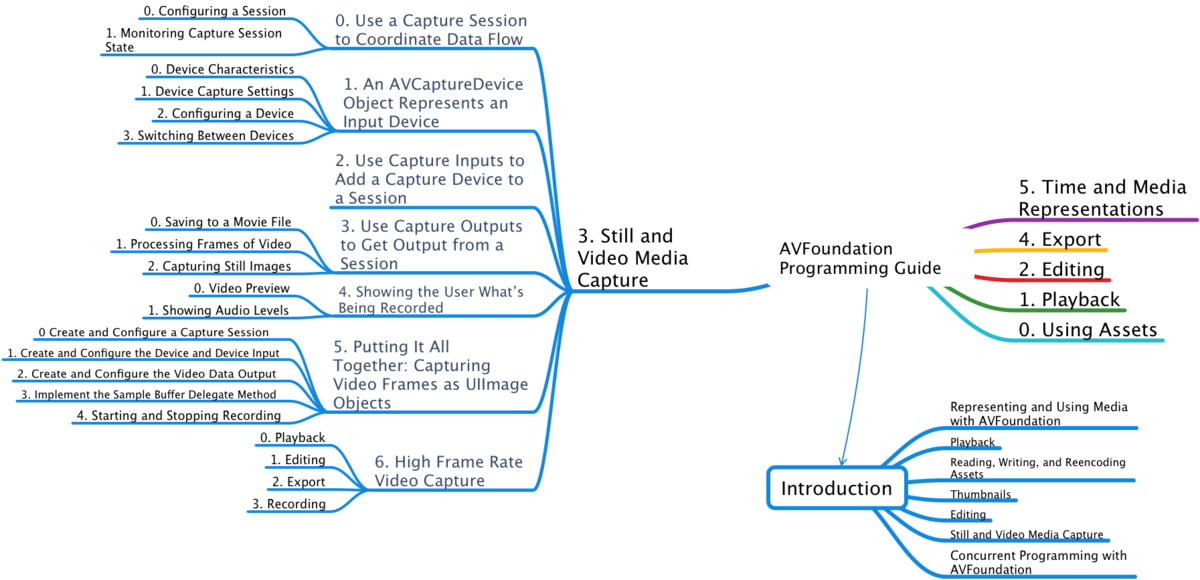 0. Configuring a Session
1. Monitoring Capture Session
State
0. Use a Capture Session
to Coordinate Data Flow
0. Device Characteristics
1. Device Capture Settings
2. Configuring a Device
3. Switching Between Devices
1. An AVCaptureDevice
Object Represents an
Input Device
2. Use Capture Inputs to
Add a Capture Device to
a Session
0. Saving to a Movie File
1. Processing Frames of Video
2. Capturing Still Images
3. Use Capture Outputs
to Get Output from a
Session
0. Video Preview
1. Showing Audio Levels
4. Showing the User What's
Being Recorded
0 Create and Configure a Capture Session
1. Create and Configure the Device and Device Input
2. Create and Configure the Video Data Output
3. Implement the Sample Buffer Delegate Method
4. Starting and Stopping Recording
5. Putting It All
Together: Capturing
Video Frames as UIImage
Objects
0. Playback
1. Editing
2. Export
3. Recording
6. High Frame Rate
Video Capture
3. Still and
Video Media
Capture
AVFoundation
Programming Guide
5. Time and Media
Representations
4. Export
2. Editing
1. Playback
0. Using Assets
Introduction
Representing and Using Media
with AVFoundation
Playback
Reading, Writing, and Reencoding
Assets
Thumbnails
Editing
Still and Video Media Capture
Concurrent Programming with
AVFoundation